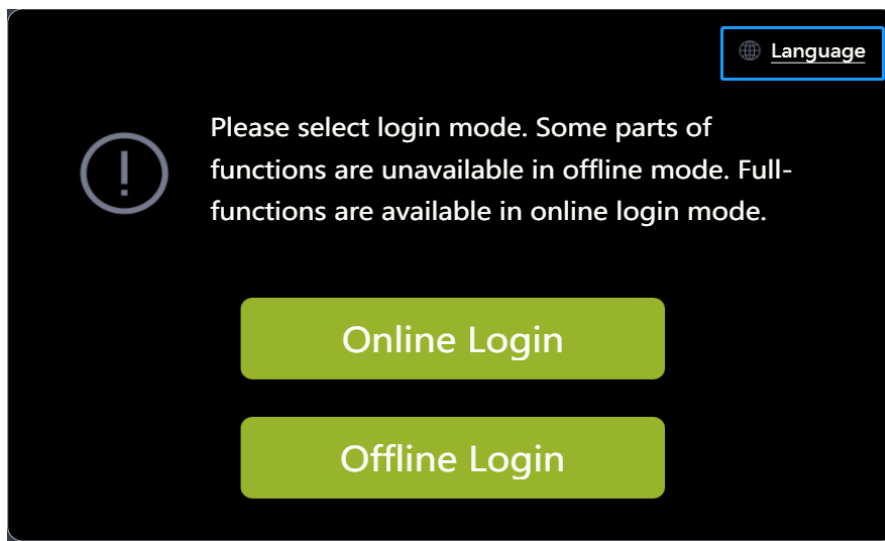 Language
Please select login mode. Some parts of
functions are unavailable in offline mode. Full-
functions are available in online login mode.
Online Login
Offline Login